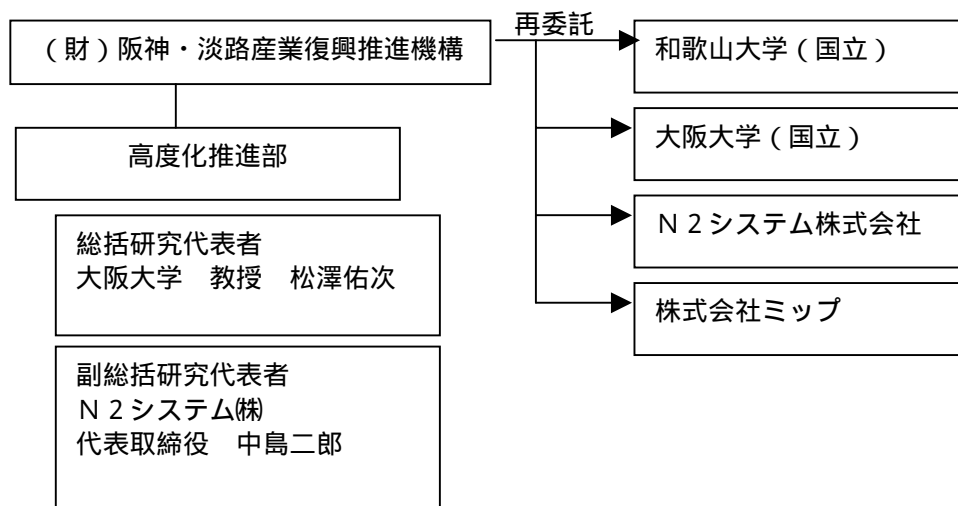 (財)阪神・淡路産業復興推進機構
再委託
和歌山大学(国立)
高度化推進部
大阪大学(国立)
総括研究代表者
大阪大学 教授 松澤佑次
N2システム株式会社
株式会社ミップ
副総括研究代表者
N2システム㈱
代表取締役 中島二郎